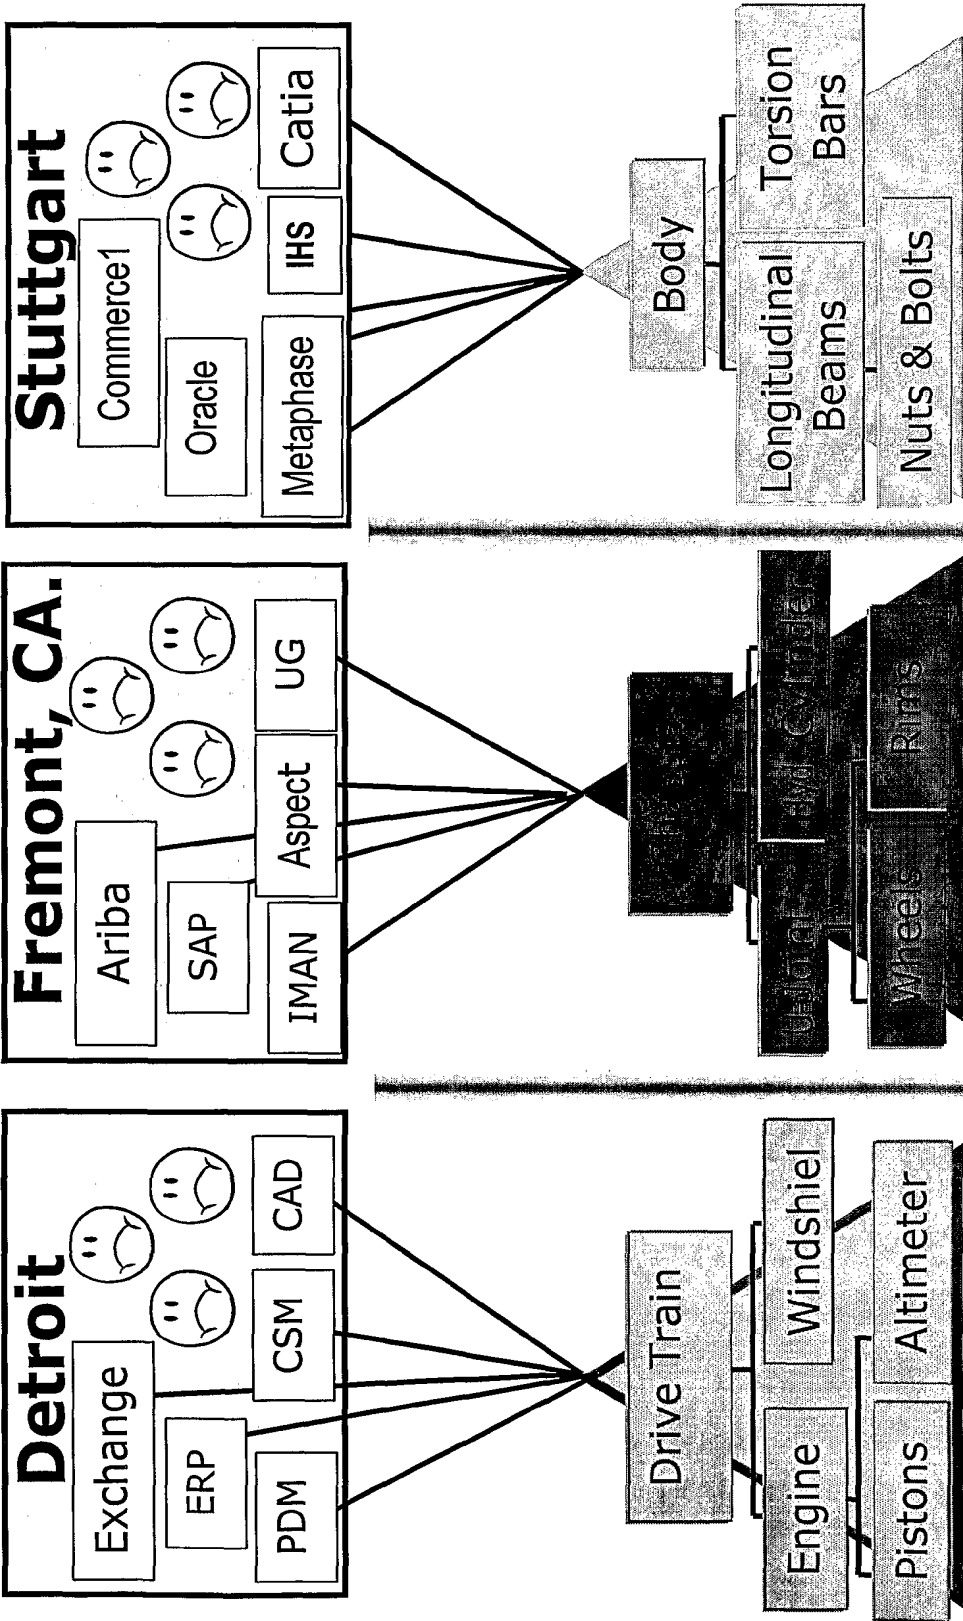 Detroit
Exchange
ERP
PDM
CSM
CAD
Drive Train
Engine
Windshiel
Pistons
Altimeter
Fremont, CA.
Ariba
SAP
IMAN
Aspect
UG
U-Joint
Wheels
Rims
Stuttgart
Commerce1
Oracle
Metaphase
IHS
Catia
Body
Longitudinal
Beams
Torsion
Bars
Nuts & Bolts